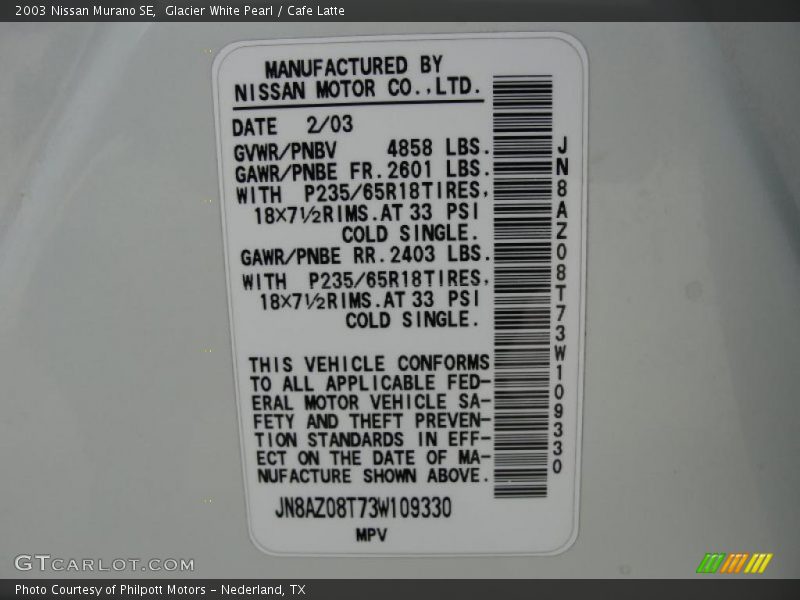 2003 Nissan Murano SE,  Glacier White Pearl / Cafe Latte
MANUFACTURED BY
NISSAN MOTOR CO.,LTD.
DATE 2/03
GVWR/PNBV 4858 LBS.
GAWR/PNBE FR.2601 LBS.
WITH P235/65R18TIRES,
18X7½RIMS.AT 33 PSI
COLD SINGLE.
GAWR/PNBE RR.2403 LBS.
WITH P235/65R18TIRES,
18X7½RIMS.AT 33 PSI
COLD SINGLE.
THIS VEHICLE CONFORMS
TO ALL APPLICABLE FED-
ERAL MOTOR VEHICLE SA-
FETY AND THEFT PREVEN-
TION STANDARDS IN EFF-
ECT ON THE DATE OF MA-
NUFACTURE SHOWN ABOVE.
JN8AZ08T73W109330
MPV
JN8AZ08T73W109330
GTCARLOT.COM
Photo Courtesy of Philpott Motors - Nederland, TX